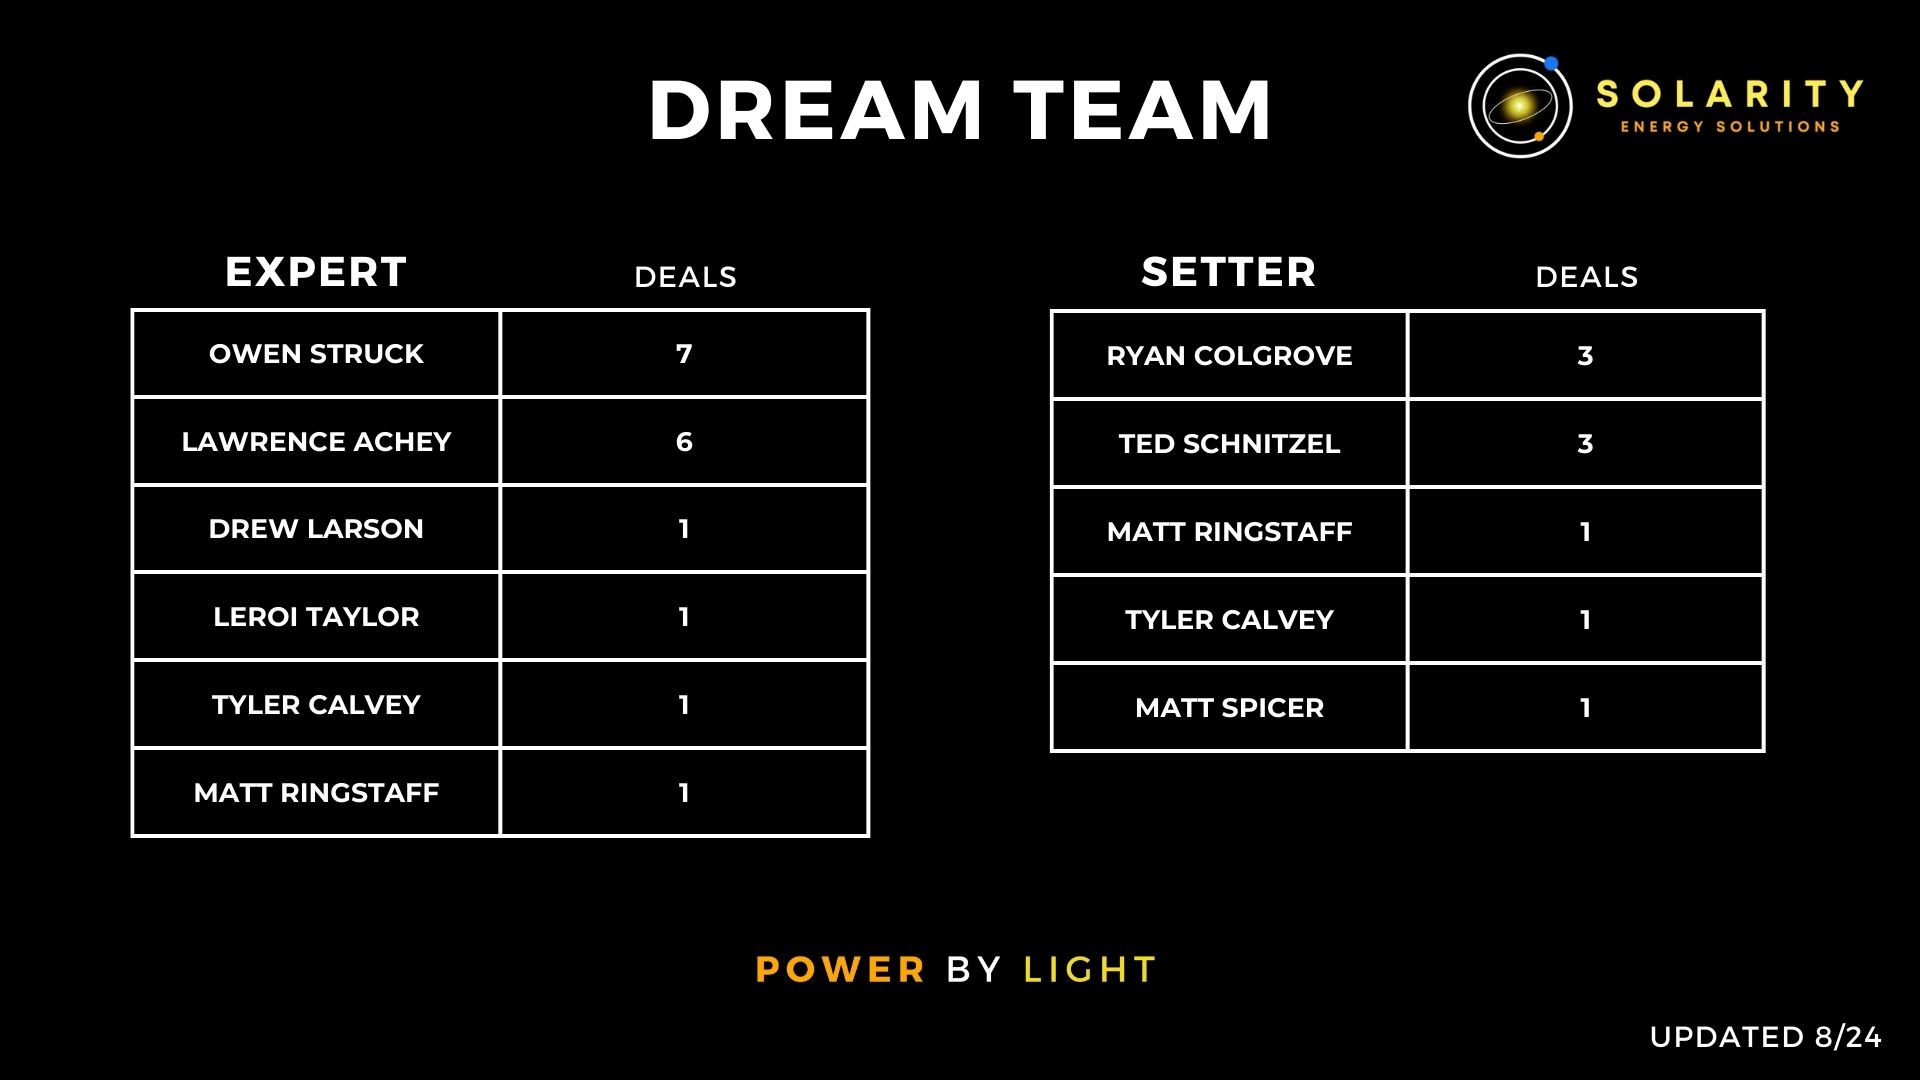 DREAM TEAM
SOLARITY
ENERGY SOLUTIONS
EXPERT DEALS
OWEN STRUCK 7
LAWRENCE ACHEY 6
DREW LARSON 1
LEROI TAYLOR 1
TYLER CALVEY 1
MATT RINGSTAFF 1
SETTER DEALS
RYAN COLGROVE 3
TED SCHNITZEL 3
MATT RINGSTAFF 1
TYLER CALVEY 1
MATT SPICER 1
POWER BY LIGHT
UPDATED 8/24